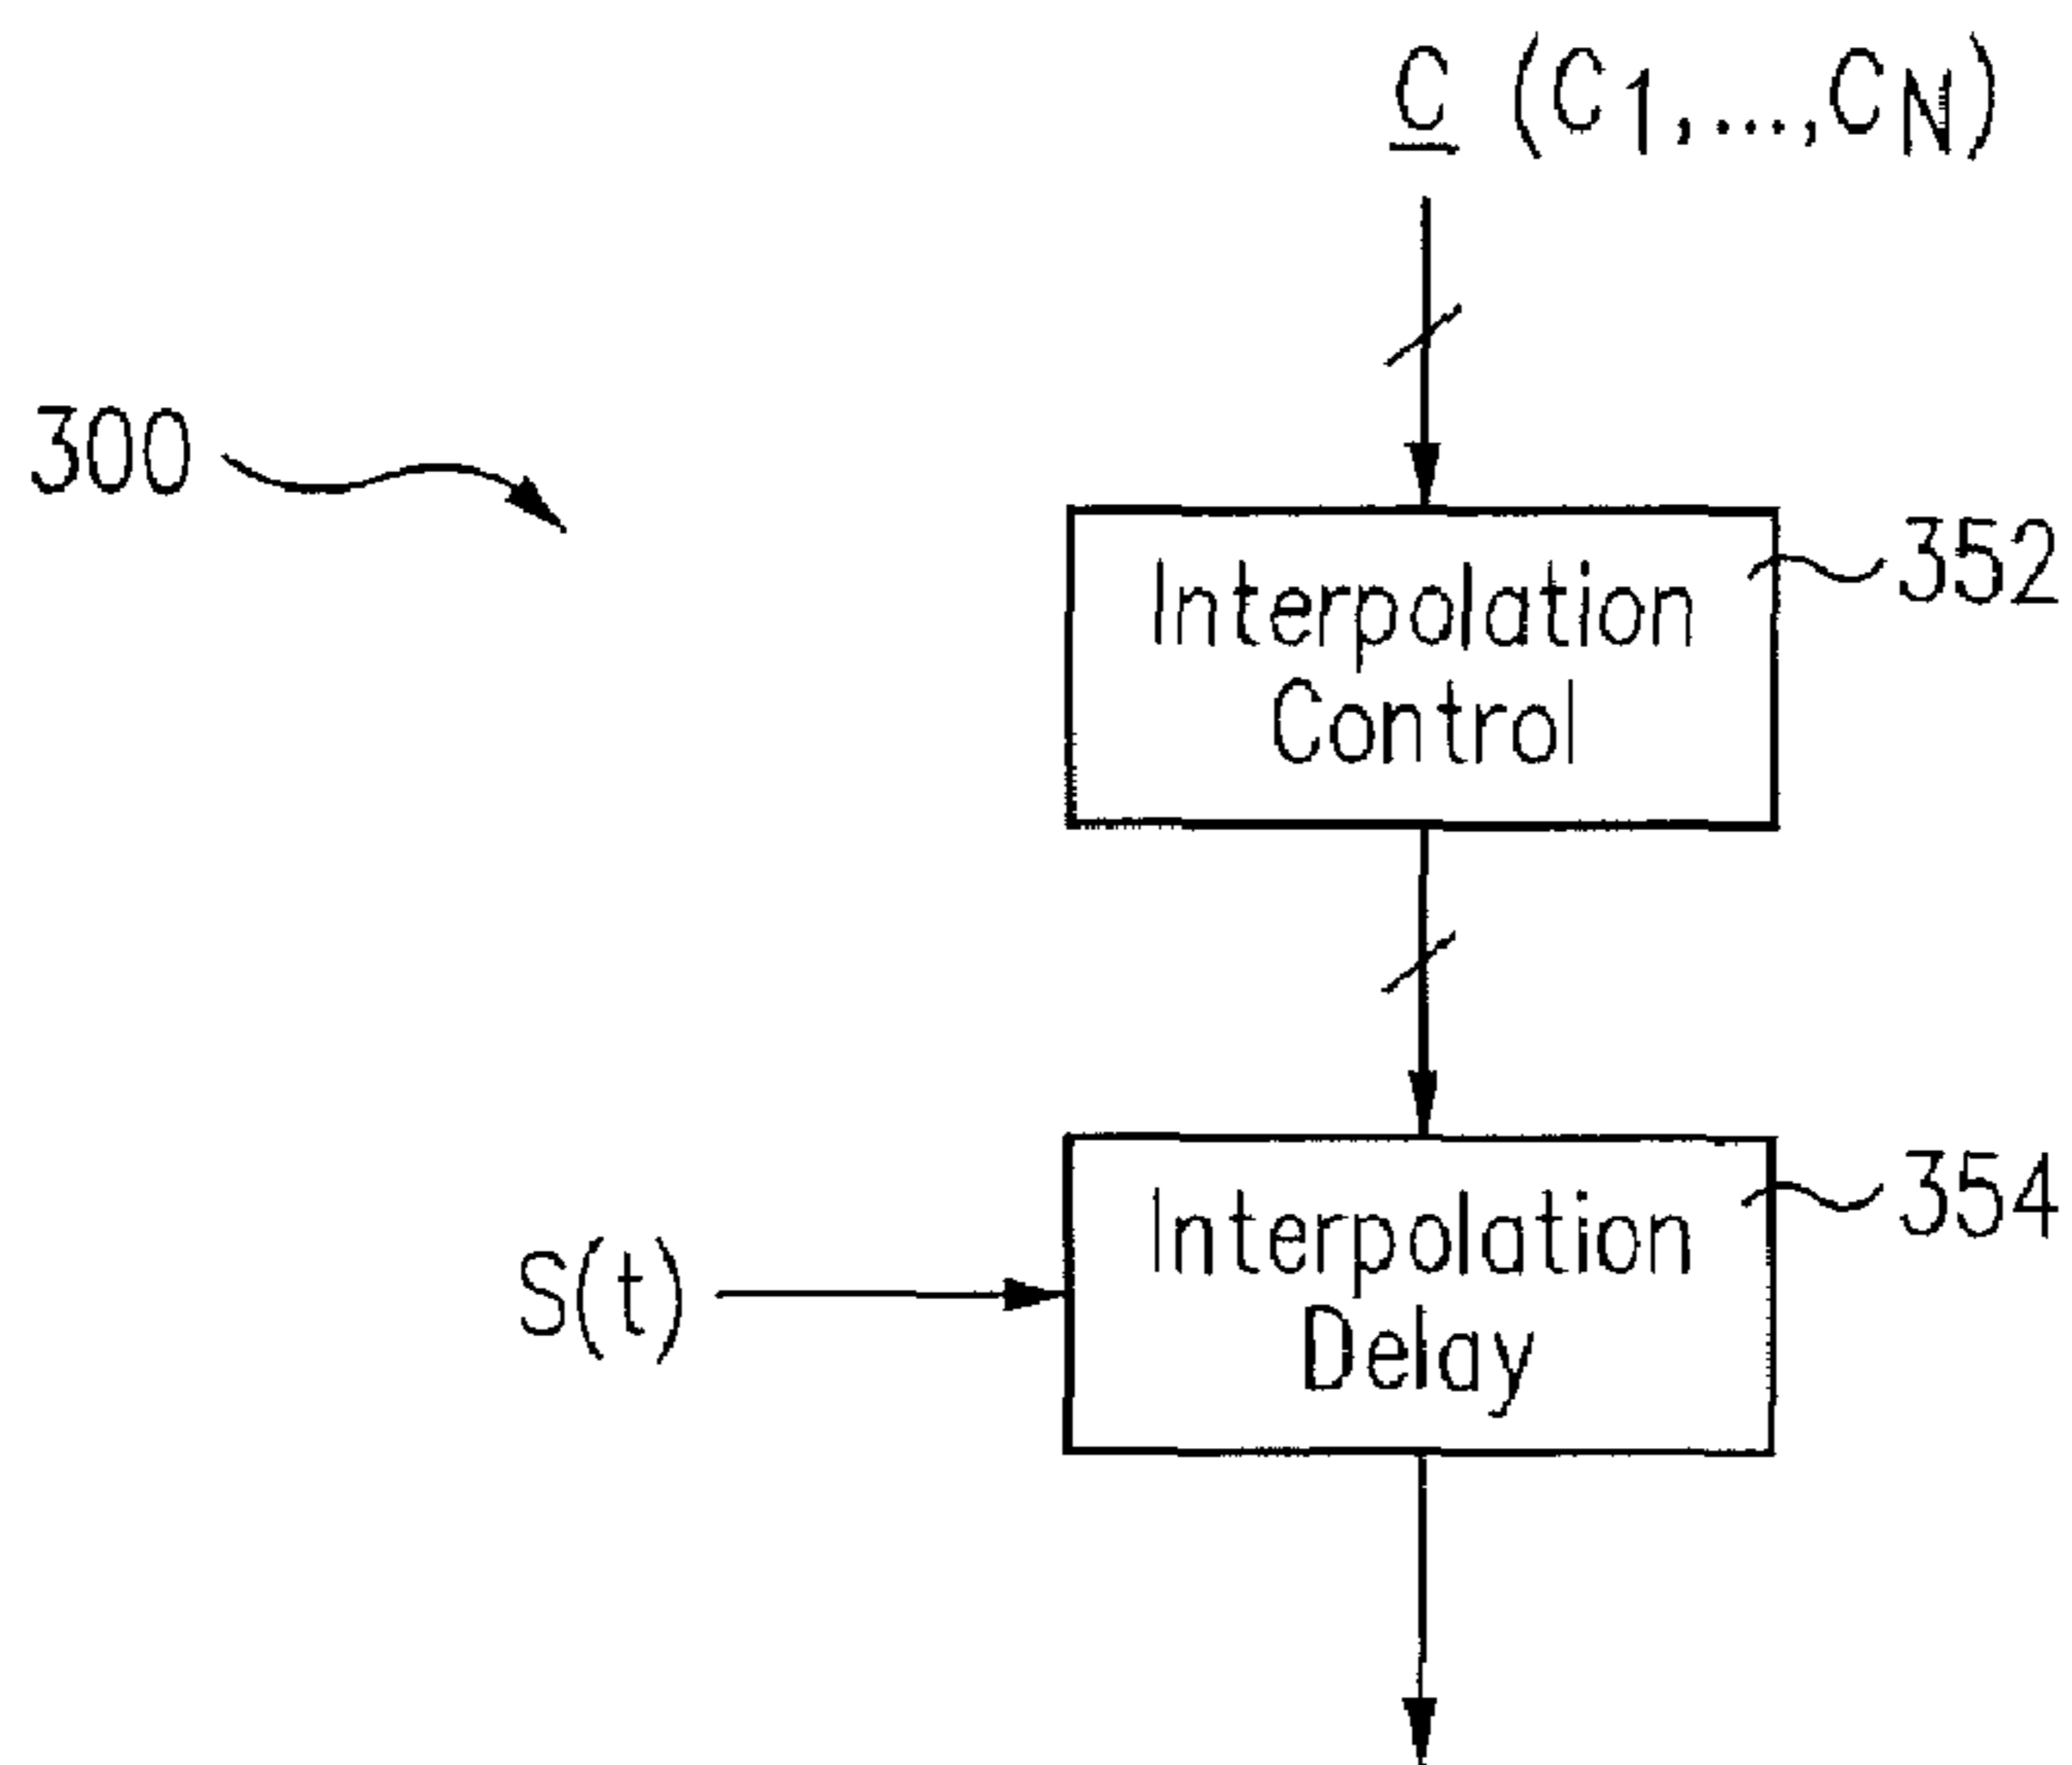 C (C1,...,CN)
300
Interpolation
Control
352
Interpolation
Delay
354
S(t)